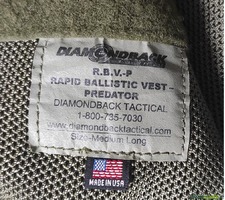 DIAMONDBACK
R.B.V.-P
RAPID BALLISTIC VEST -
PREDATOR
DIAMONDBACK TACTICAL
1-800-735-7030
www.diamondbacktactical.com
Size-Medium Long
MADE IN USA